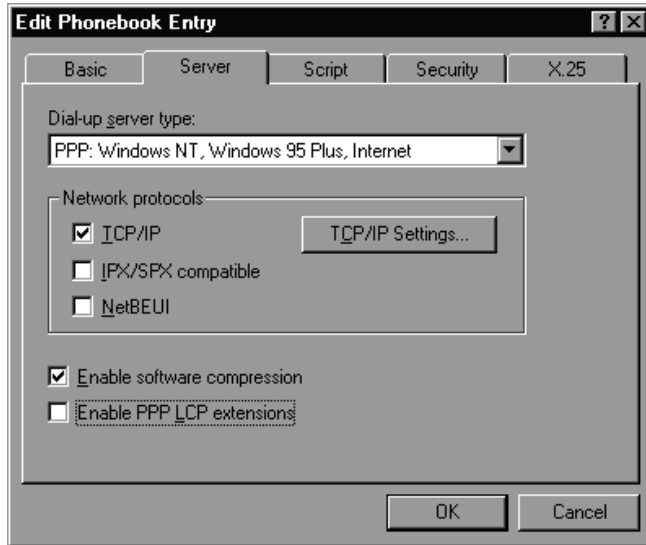 Edit Phonebook Entry
Basic Server Script Security X.25
Dial-up server type:
PPP: Windows NT, Windows 95 Plus, Internet
Network protocols
TCP/IP TCP/IP Settings...
IPX/SPX compatible
NetBEUI
Enable software compression
Enable PPP LCP extensions
OK Cancel